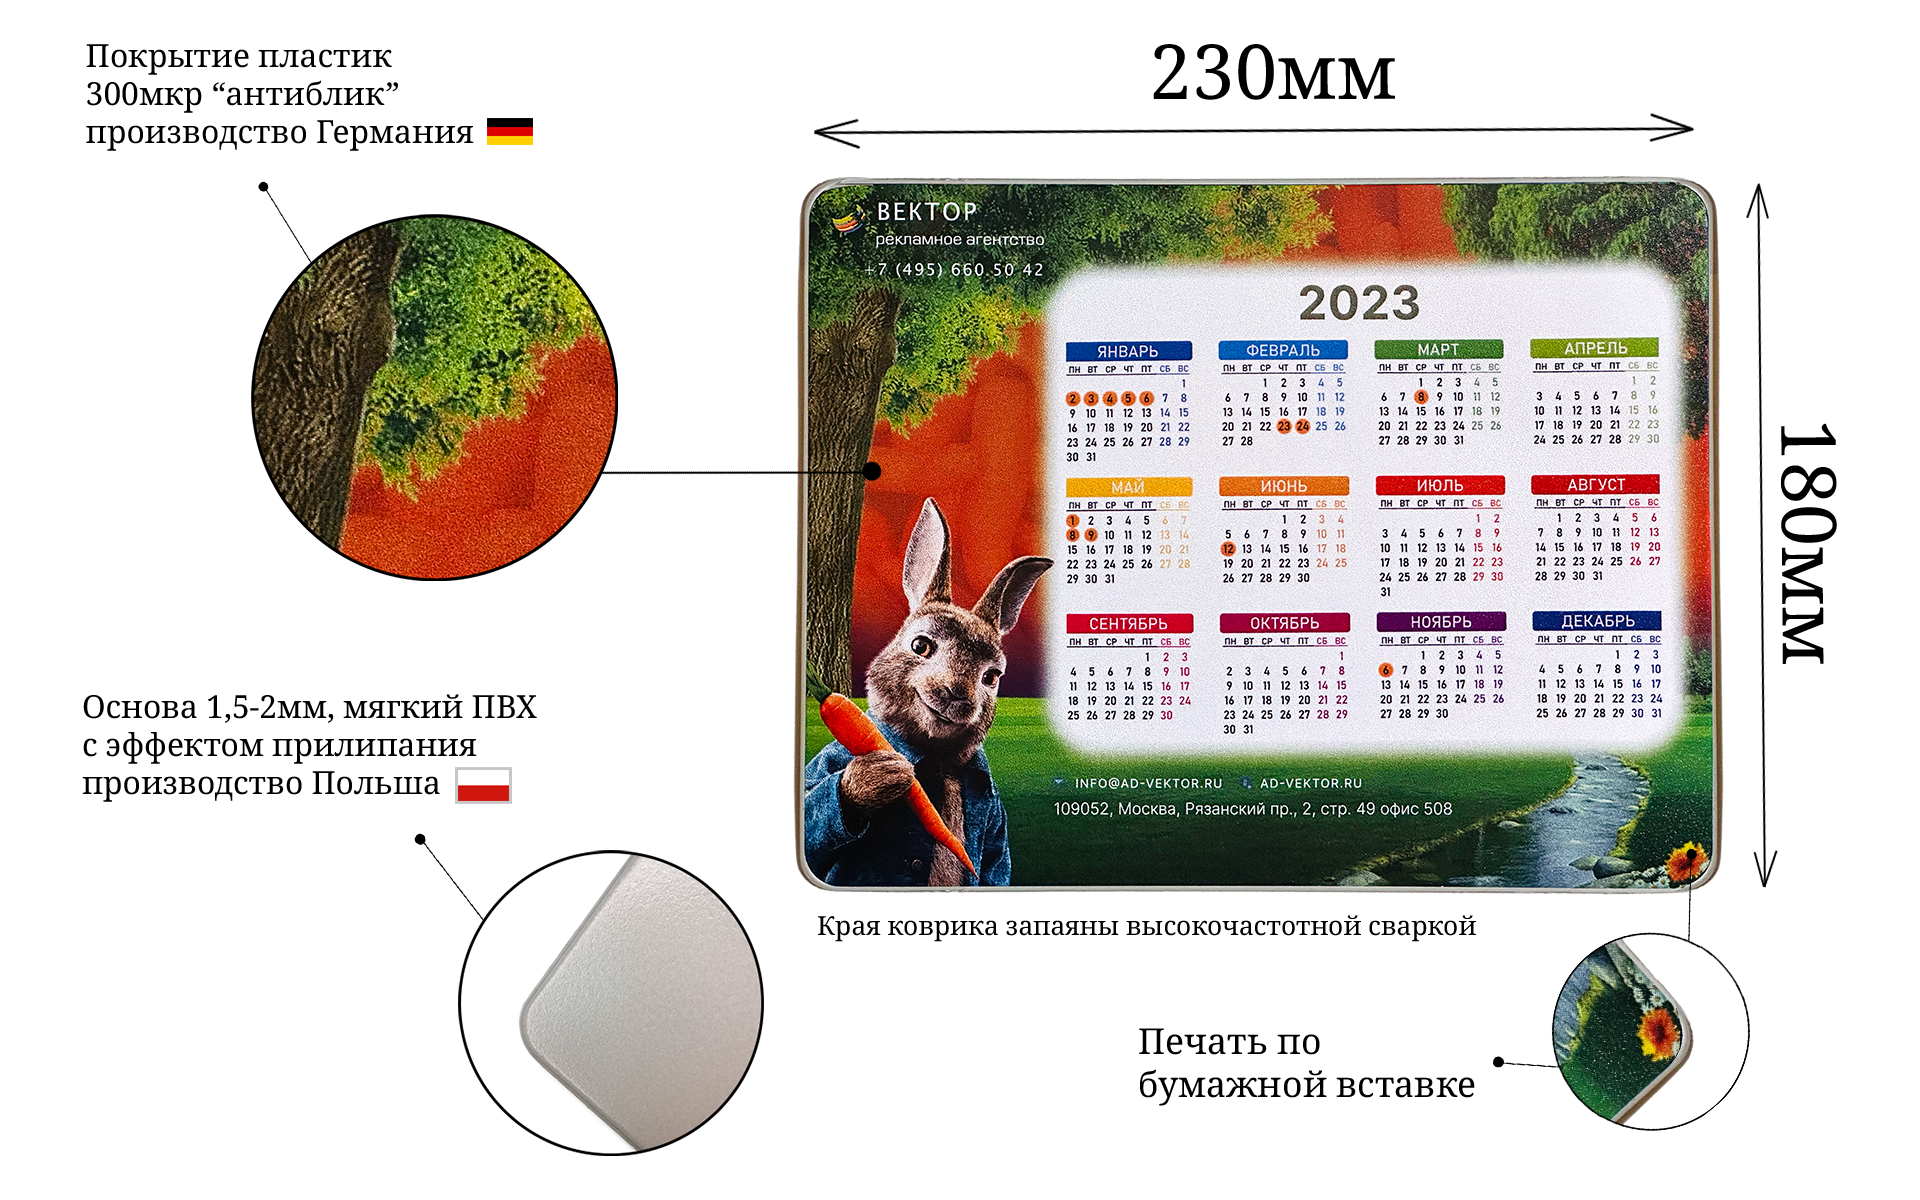 Покрытие пластик
300мкр “антиблик”
производство Германия
230мм
180мм
ВЕКТОР
рекламное агентство
+7 (495) 660 50 42
2023
ЯНВАРЬ
ПН ВТ СР ЧТ ПТ СБ ВС
1
2 3 4 5 6 7 8
9 10 11 12 13 14 15
16 17 18 19 20 21 22
23 24 25 26 27 28 29
30 31
ФЕВРАЛЬ
ПН ВТ СР ЧТ ПТ СБ ВС
1 2 3 4 5
6 7 8 9 10 11 12
13 14 15 16 17 18 19
20 21 22 23 24 25 26
27 28
МАРТ
ПН ВТ СР ЧТ ПТ СБ ВС
1 2 3 4 5
6 7 8 9 10 11 12
13 14 15 16 17 18 19
20 21 22 23 24 25 26
27 28 29 30 31
АПРЕЛЬ
ПН ВТ СР ЧТ ПТ СБ ВС
1 2
3 4 5 6 7 8 9
10 11 12 13 14 15 16
17 18 19 20 21 22 23
24 25 26 27 28 29 30
МАЙ
ПН ВТ СР ЧТ ПТ СБ ВС
1 2 3 4 5 6 7
8 9 10 11 12 13 14
15 16 17 18 19 20 21
22 23 24 25 26 27 28
29 30 31
ИЮНЬ
ПН ВТ СР ЧТ ПТ СБ ВС
1 2 3 4
5 6 7 8 9 10 11
12 13 14 15 16 17 18
19 20 21 22 23 24 25
26 27 28 29 30
ИЮЛЬ
ПН ВТ СР ЧТ ПТ СБ ВС
1 2
3 4 5 6 7 8 9
10 11 12 13 14 15 16
17 18 19 20 21 22 23
24 25 26 27 28 29 30
31
АВГУСТ
ПН ВТ СР ЧТ ПТ СБ ВС
1 2 3 4 5 6
7 8 9 10 11 12 13
14 15 16 17 18 19 20
21 22 23 24 25 26 27
28 29 30 31
СЕНТЯБРЬ
ПН ВТ СР ЧТ ПТ СБ ВС
1 2 3
4 5 6 7 8 9 10
11 12 13 14 15 16 17
18 19 20 21 22 23 24
25 26 27 28 29 30
ОКТЯБРЬ
ПН ВТ СР ЧТ ПТ СБ ВС
1
2 3 4 5 6 7 8
9 10 11 12 13 14 15
16 17 18 19 20 21 22
23 24 25 26 27 28 29
30 31
НОЯБРЬ
ПН ВТ СР ЧТ ПТ СБ ВС
1 2 3 4 5
6 7 8 9 10 11 12
13 14 15 16 17 18 19
20 21 22 23 24 25 26
27 28 29 30
ДЕКАБРЬ
ПН ВТ СР ЧТ ПТ СБ ВС
1 2 3
4 5 6 7 8 9 10
11 12 13 14 15 16 17
18 19 20 21 22 23 24
25 26 27 28 29 30 31
INFO@AD-VEKTOR.RU AD-VEKTOR.RU
109052, Москва, Рязанский пр., 2, стр. 49 офис 508
Основа 1,5-2мм, мягкий ПВХ
с эффектом прилипания
производство Польша
Края коврика запаяны высокочастотной сваркой
Печать по
бумажной вставке